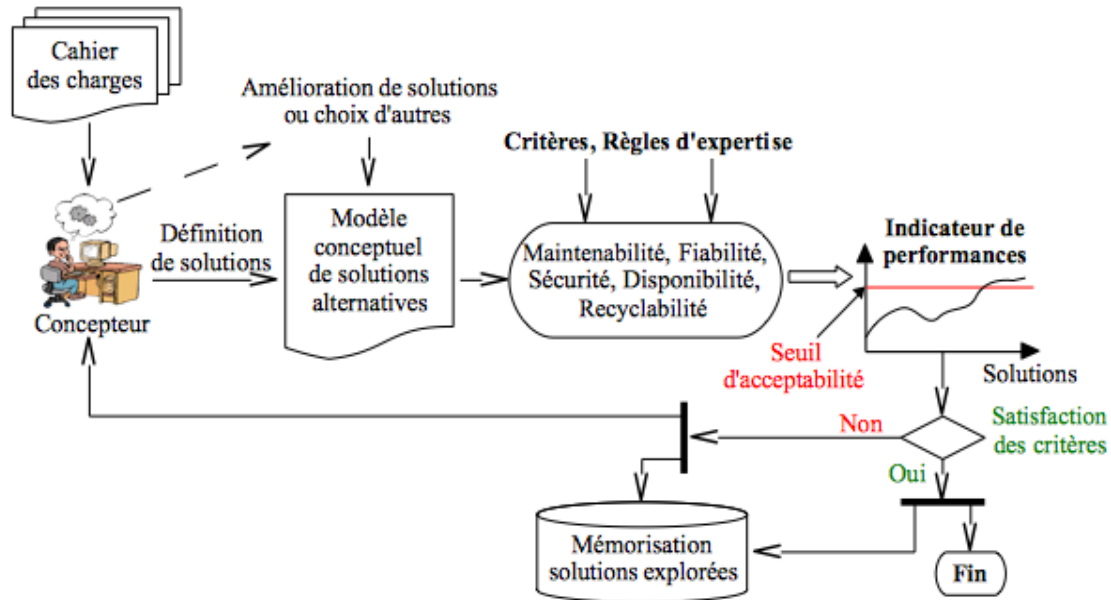 Cahier
des charges
Amélioration de solutions
ou choix d'autres
Critères, Règles d'expertise
Définition
de solutions
Modèle
conceptuel
de solutions
alternatives
Maintenabilité, Fiabilité,
Sécurité, Disponibilité,
Recyclabilité
Indicateur de
performances
Concepteur
Seuil
d'acceptabilité
Solutions
Non
Satisfaction
des critères
Oui
Mémorisation
solutions explorées
Fin